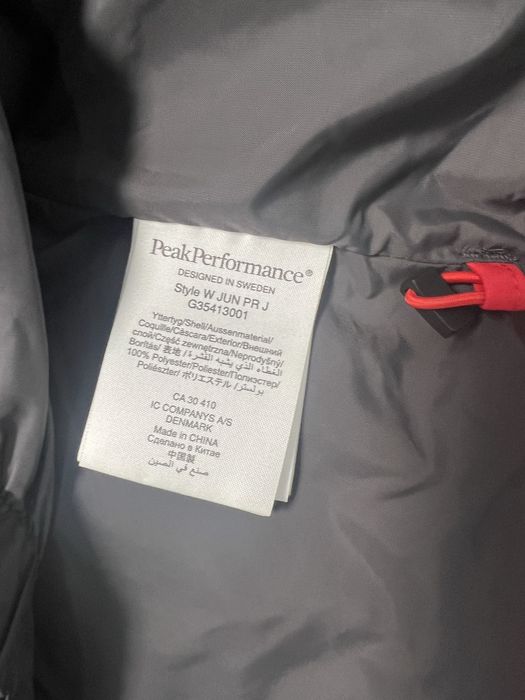 PeakPerformance®
DESIGNED IN SWEDEN
Style W JUN PR J
G35413001
Yttertyg/Shell/Aussenmaterial/
Coquille/Cáscara/Exterior/Внешний
слой/Część zewnętrzna/Neprodyšný/
Borítás/ 表地 / الغطاء الذي يشبه القشرة/
100% Polyester/Poliester/Полиэстер/
Poliészter/ ポリエステル / بوليستر
CA 30 410
IC COMPANYS A/S
DENMARK
Made in CHINA
Сделано в Китае
中国製
صنع في الصين